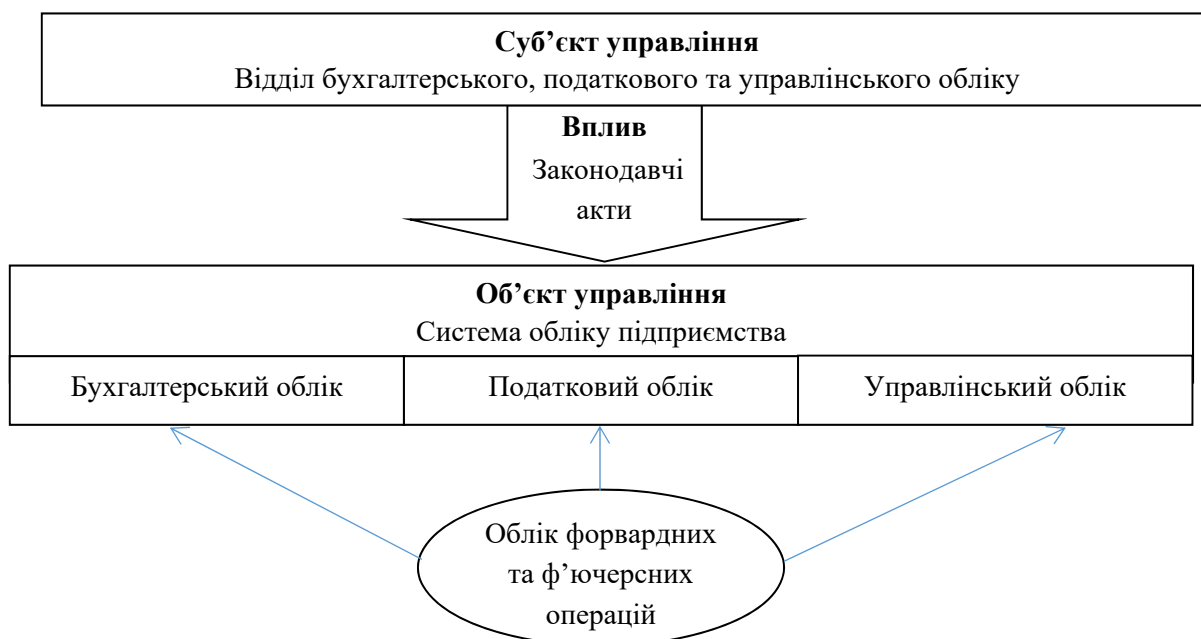 Суб’єкт управління
Відділ бухгалтерського, податкового та управлінського обліку
Вплив
Законодавчі
акти
Об’єкт управління
Система обліку підприємства
Бухгалтерський облік
Податковий облік
Управлінський облік
Облік форвардних
та ф’ючерсних
операцій